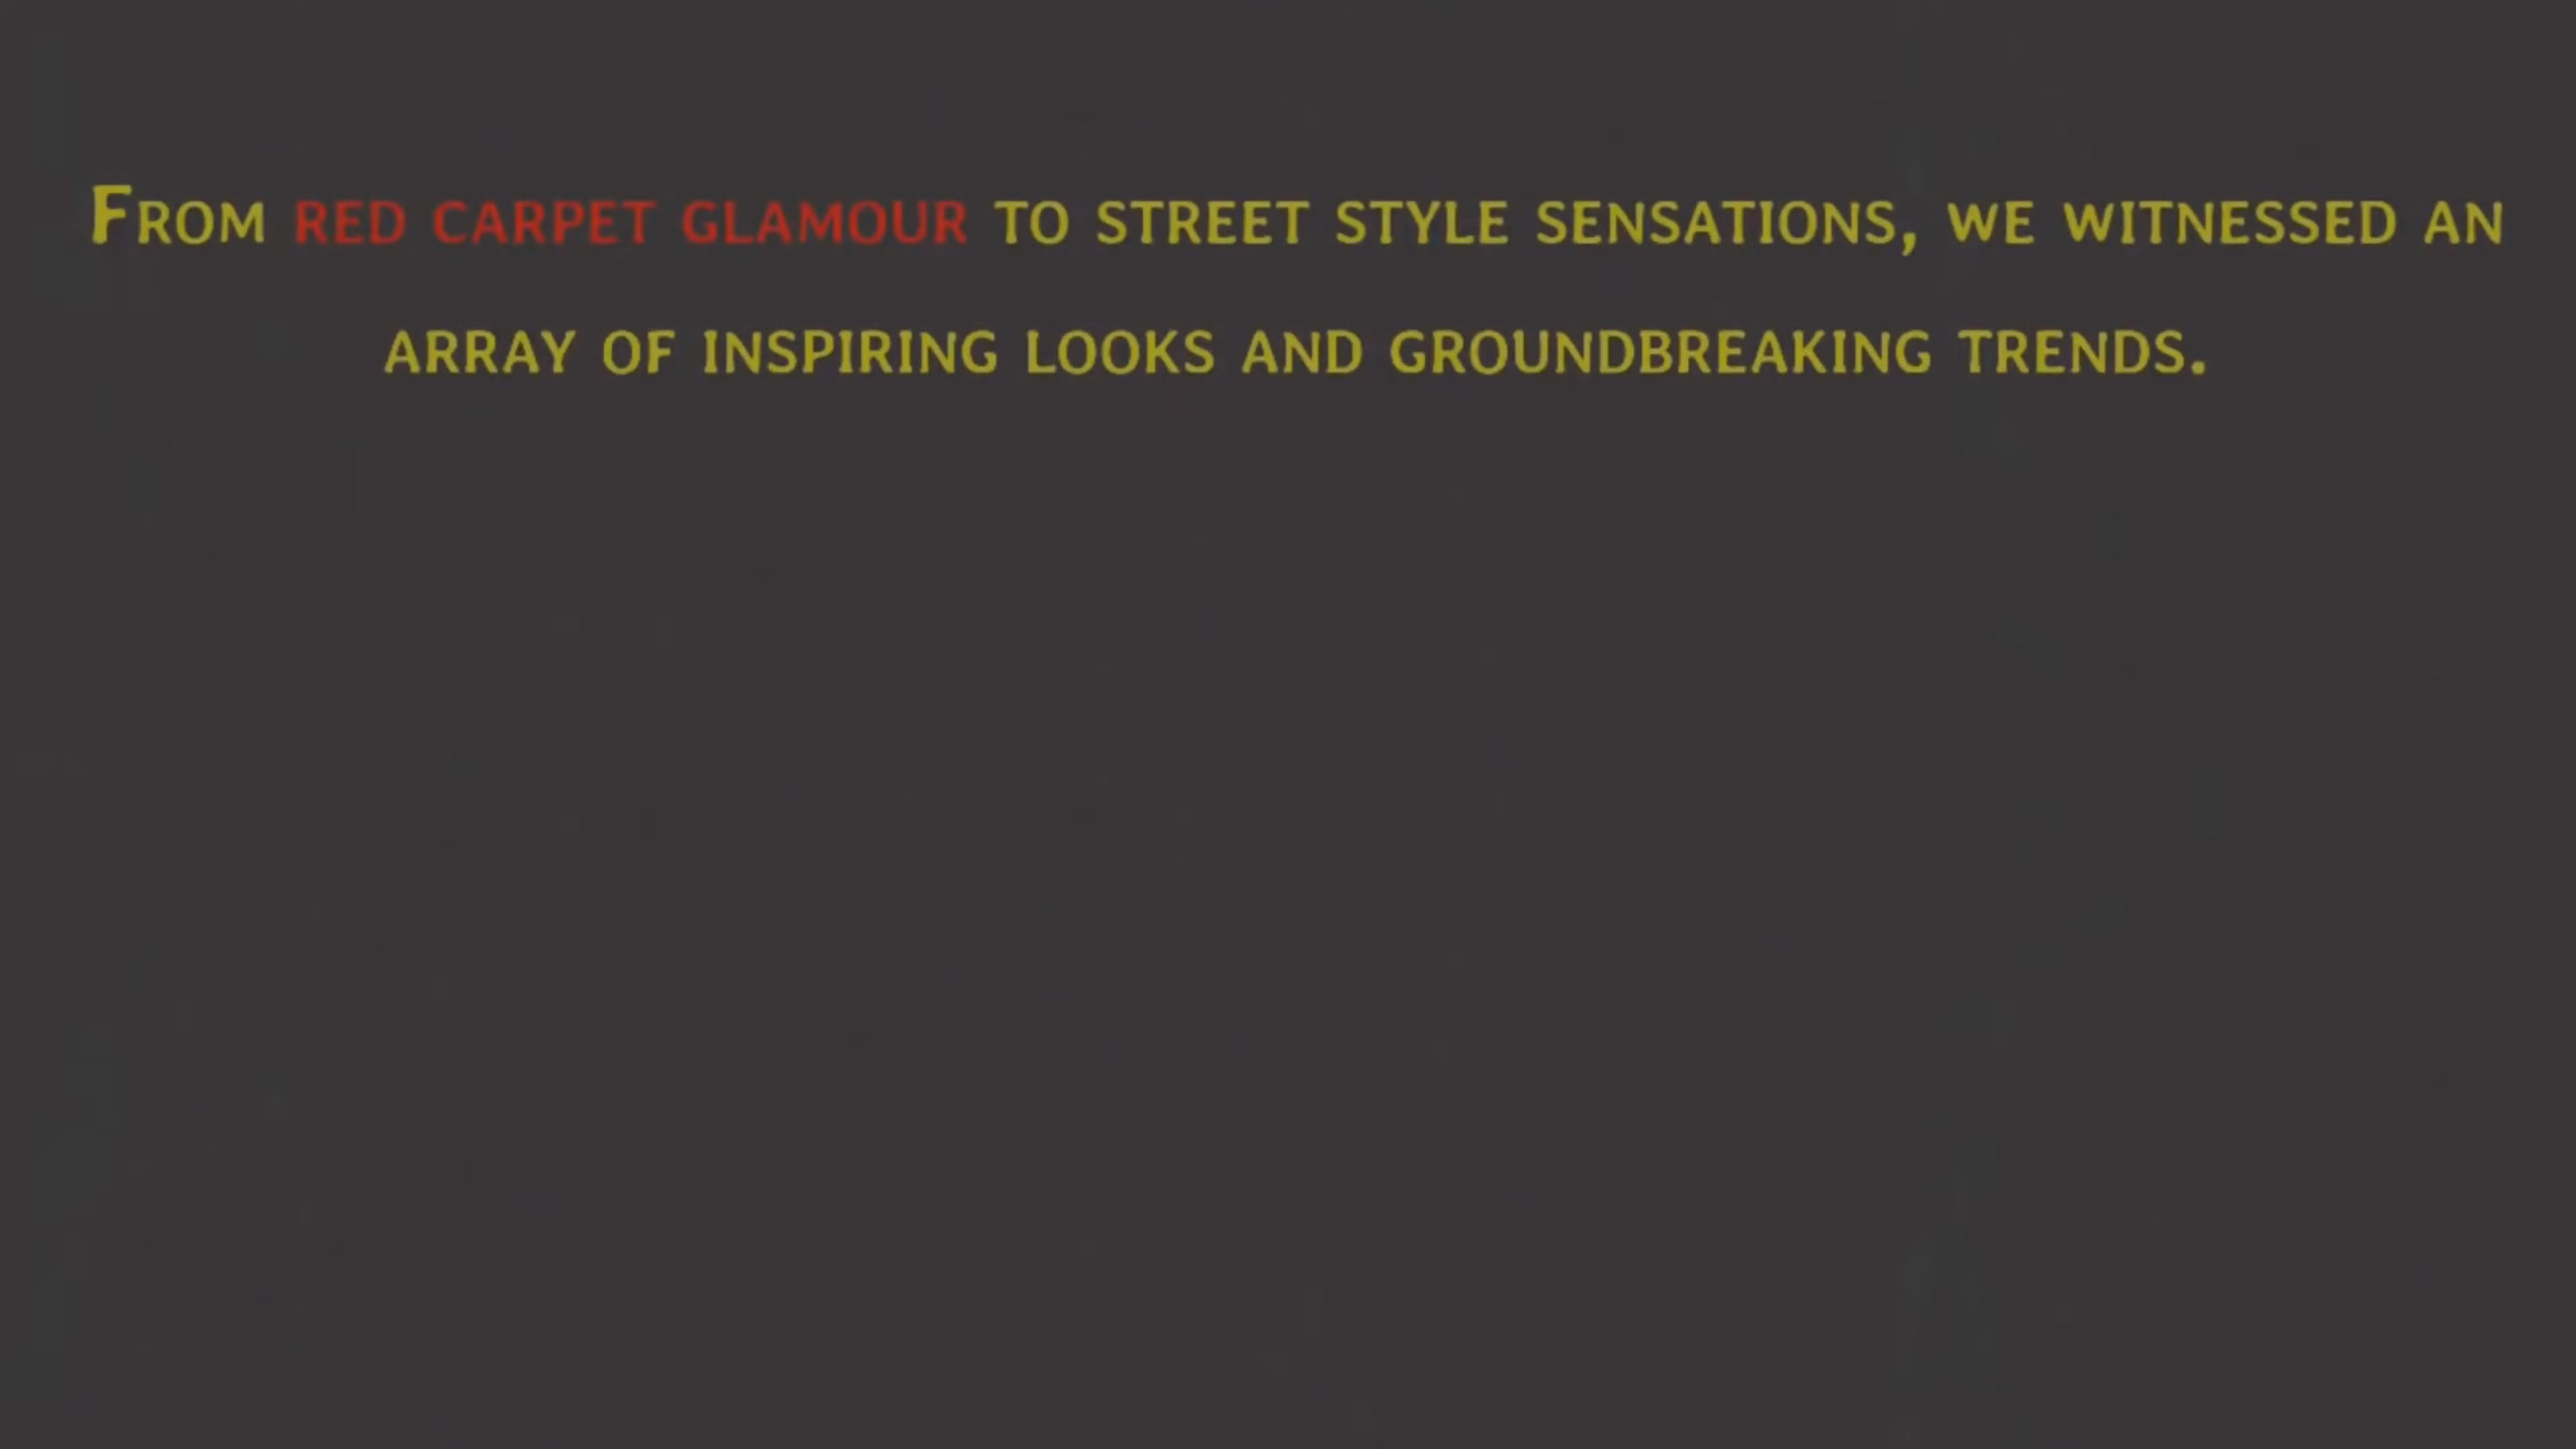 From red carpet glamour to street style sensations, we witnessed an
array of inspiring looks and groundbreaking trends.